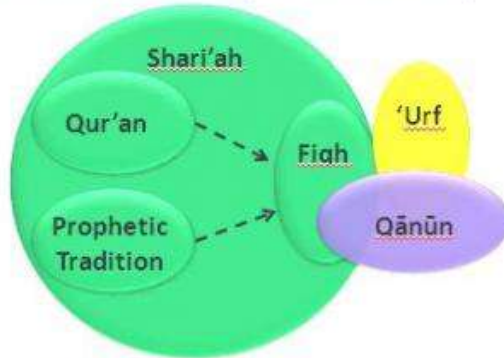 Shari'ah
Qur'an
Prophetic
Tradition
Fiqh
'Urf
Qānūn